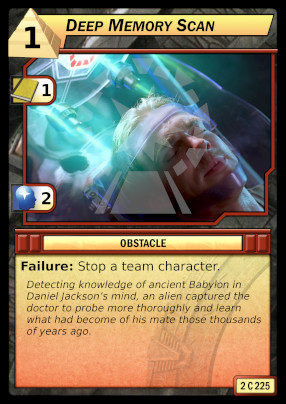 1
DEEP MEMORY SCAN
1
2
OBSTACLE
Failure: Stop a team character.
Detecting knowledge of ancient Babylon in
Daniel Jackson's mind, an alien captured the
doctor to probe more thoroughly and learn
what had become of his mate those thousands
of years ago.
2 C 225